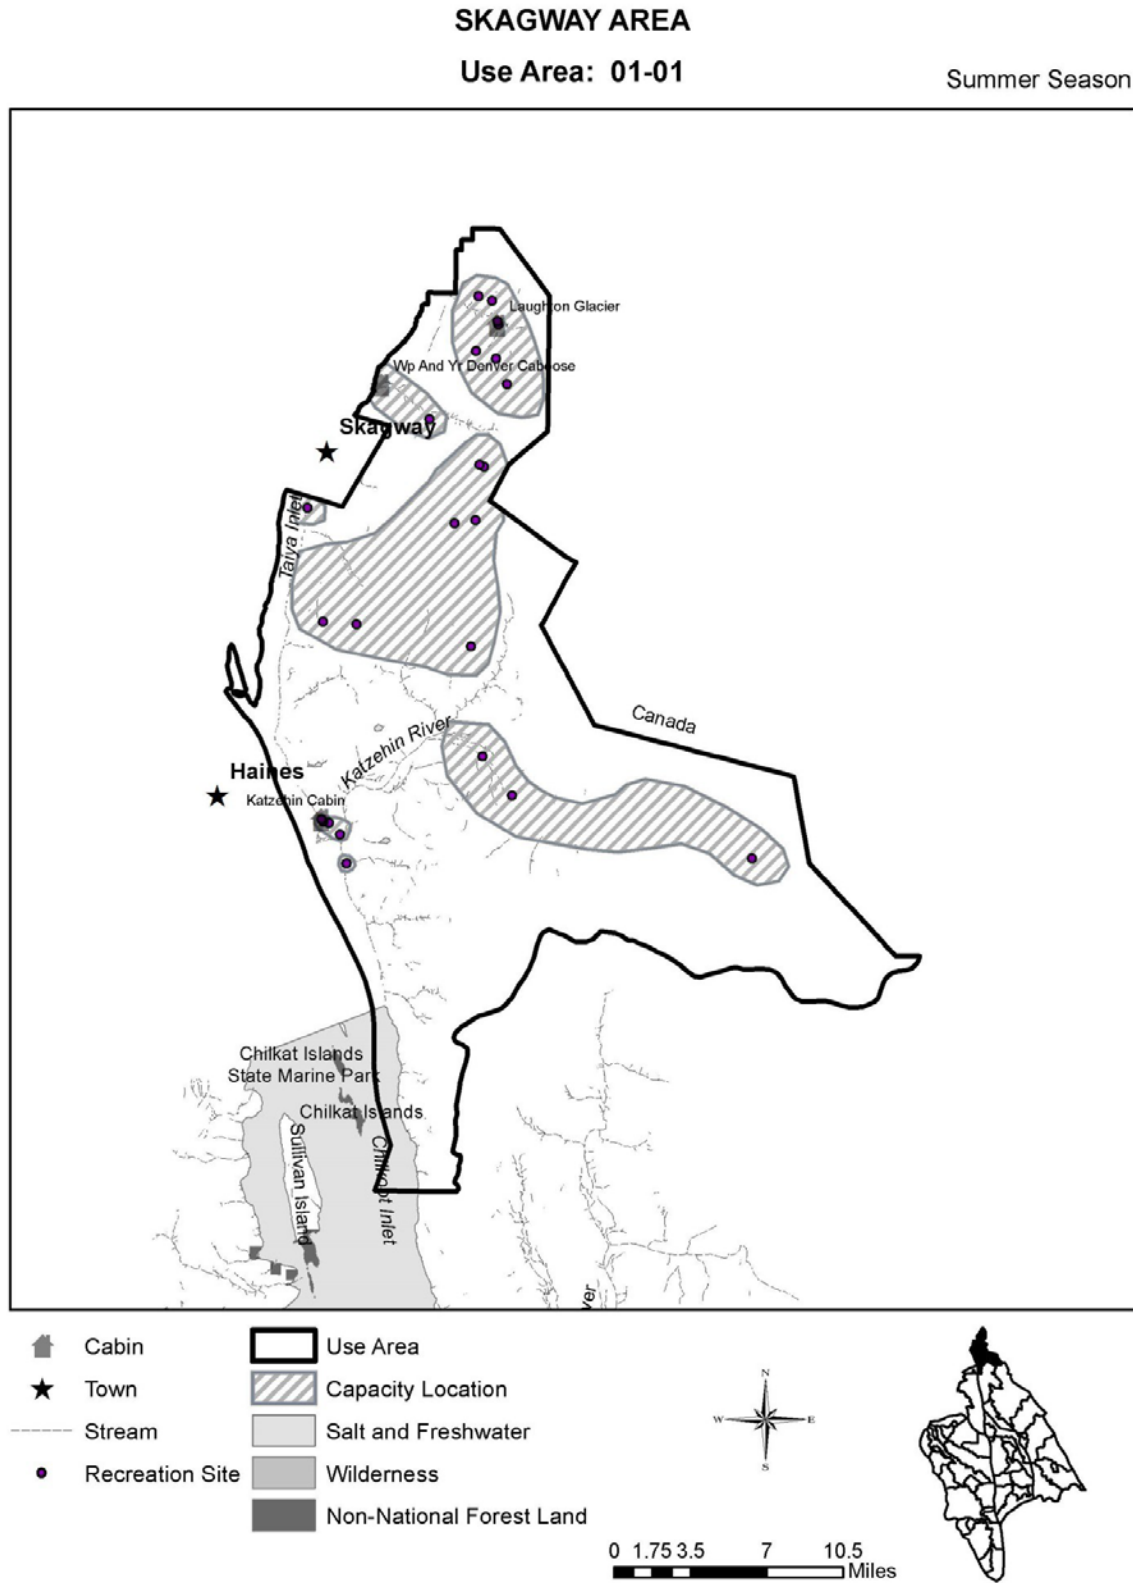 SKAGWAY AREA
Use Area: 01-01
Summer Season
Laughton Glacier
Wp And Yr Denver Caboose
Skagway
Taiya Inlet
Canada
Katzehin River
Haines
Katzehin Cabin
Chilkat Islands
State Marine Park
Chilkat Islands
Sullivan Island
Chilkoot Inlet
ver
Cabin
Town
Stream
Recreation Site
Use Area
Capacity Location
Salt and Freshwater
Wilderness
Non-National Forest Land
N
W E
S
0 1.75 3.5 7 10.5
Miles